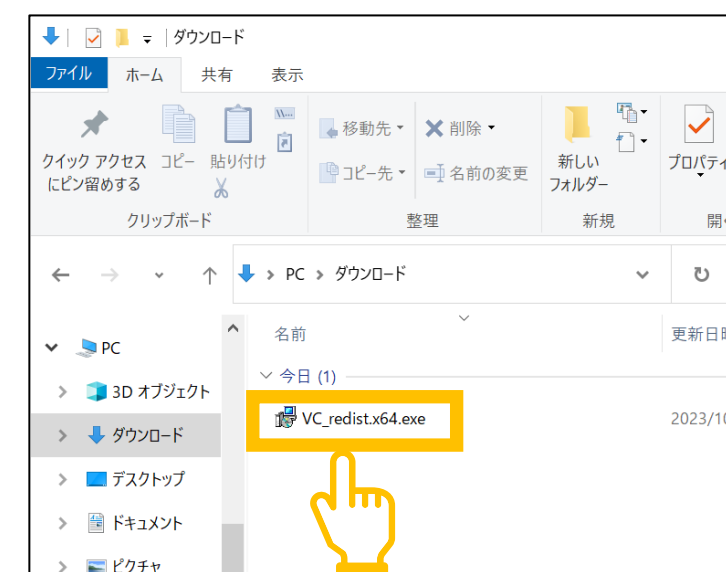 ダウンロード
ファイル ホーム 共有 表示
クイック アクセス
にピン留めする
コピー
貼り付け
移動先
コピー先
削除
名前の変更
新しい
フォルダー
プロパティ
クリップボード 整理 新規 開
PC ダウンロード
名前 更新日時
PC
今日 (1)
3D オブジェクト
VC_redist.x64.exe 2023/10
ダウンロード
デスクトップ
ドキュメント
ピクチャ